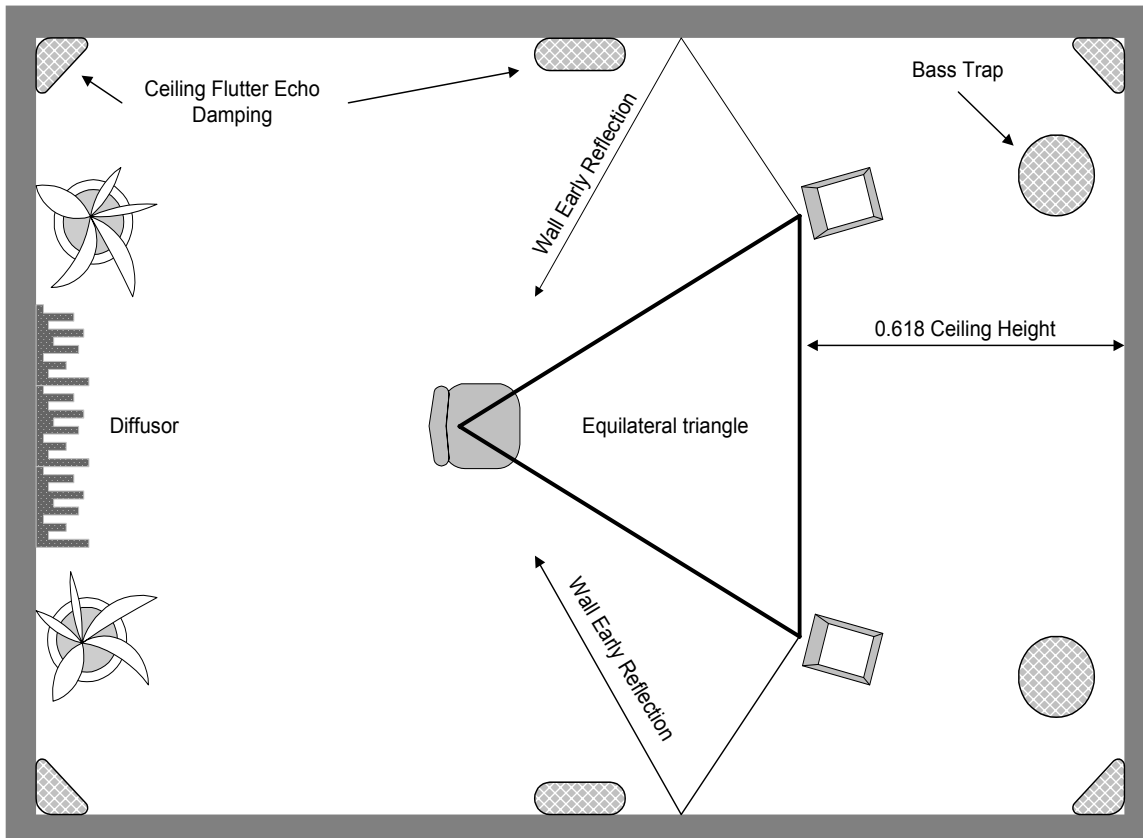 Ceiling Flutter Echo
Damping
Bass Trap
Wall Early Reflection
0.618 Ceiling Height
Diffusor
Equilateral triangle
Wall Early Reflection